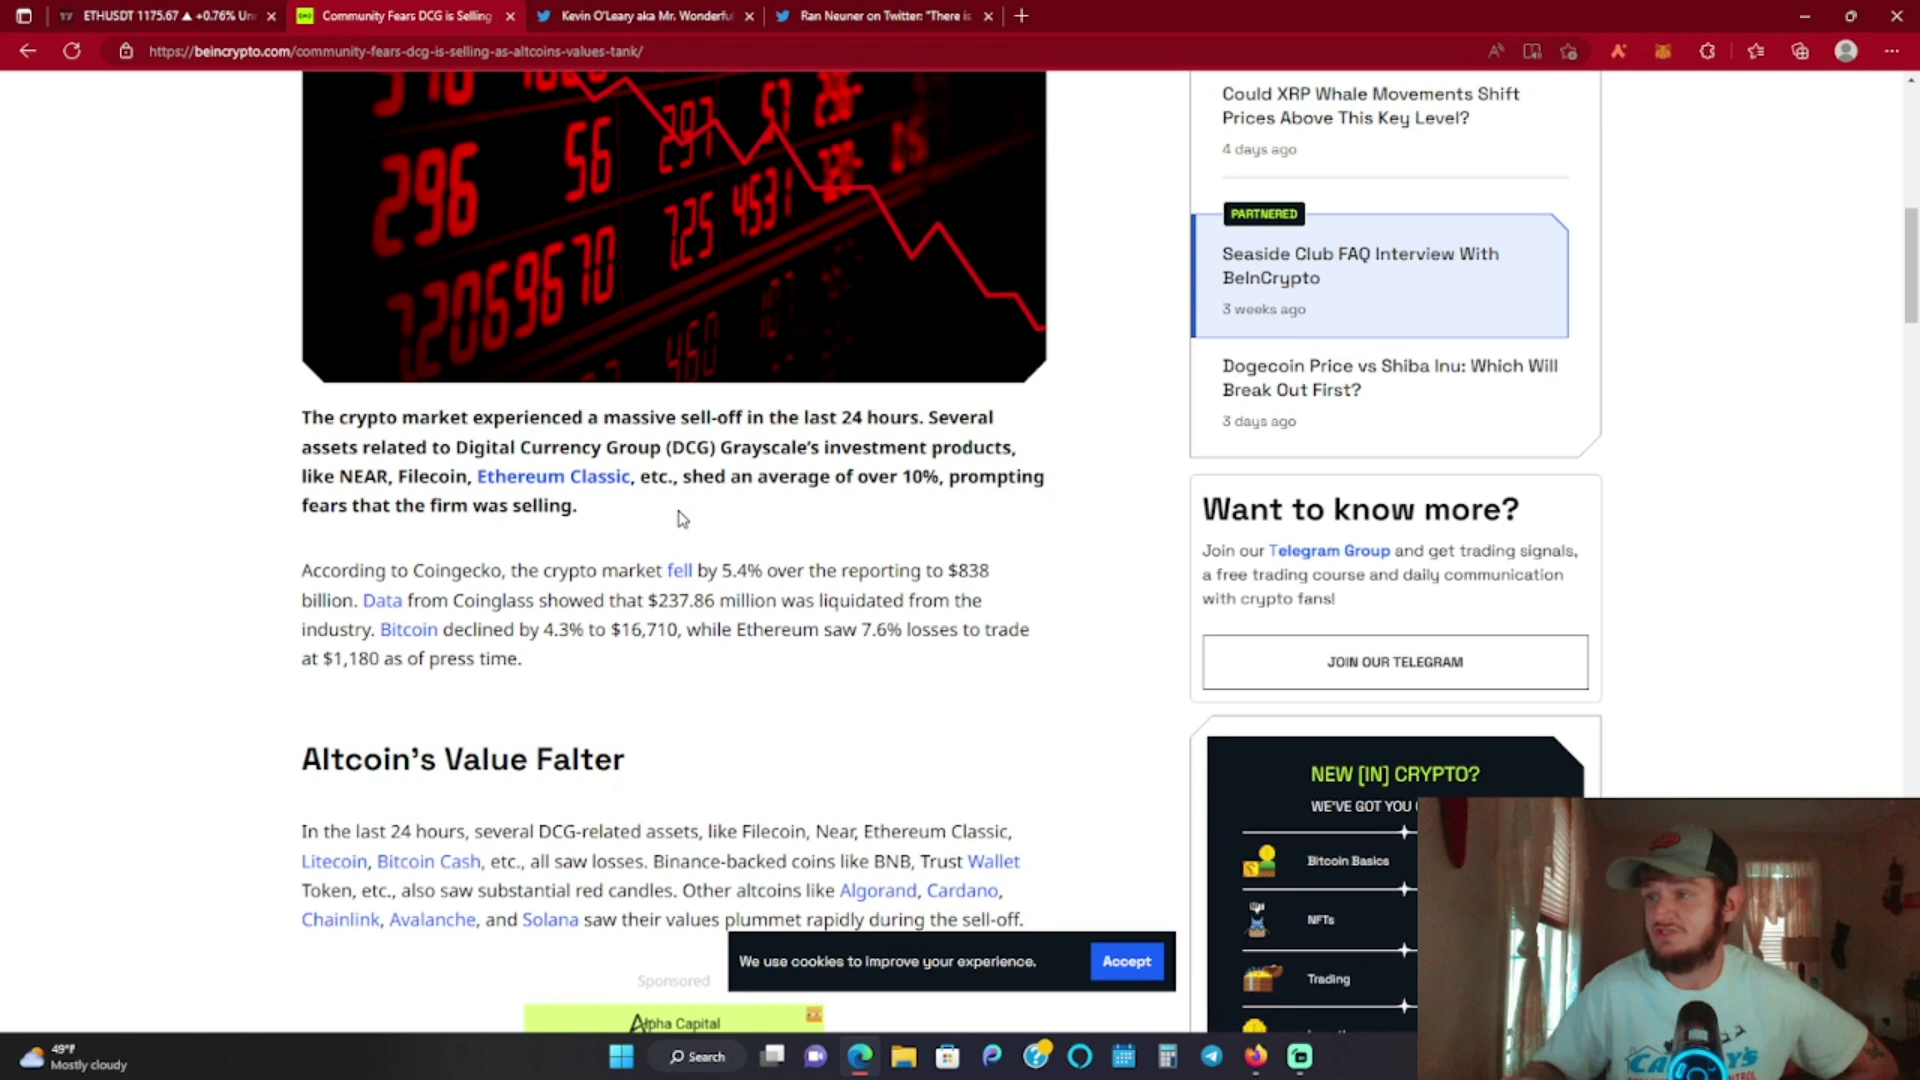 ETHUSDT 1175.67 ▲ +0.76% Un
Community Fears DCG is Selling
Kevin O'Leary aka Mr. Wonderfu
Ran Neuner on Twitter: "There is
https://beincrypto.com/community-fears-dcg-is-selling-as-altcoins-values-tank/
296
56
297
57
725
4531
7.2069670
460
Could XRP Whale Movements Shift
Prices Above This Key Level?
4 days ago
PARTNERED
Seaside Club FAQ Interview With
BeInCrypto
3 weeks ago
Dogecoin Price vs Shiba Inu: Which Will
Break Out First?
3 days ago
The crypto market experienced a massive sell-off in the last 24 hours. Several
assets related to Digital Currency Group (DCG) Grayscale's investment products,
like NEAR, Filecoin, Ethereum Classic, etc., shed an average of over 10%, prompting
fears that the firm was selling.
According to Coingecko, the crypto market fell by 5.4% over the reporting to $838
billion. Data from Coinglass showed that $237.86 million was liquidated from the
industry. Bitcoin declined by 4.3% to $16,710, while Ethereum saw 7.6% losses to trade
at $1,180 as of press time.
Altcoin's Value Falter
In the last 24 hours, several DCG-related assets, like Filecoin, Near, Ethereum Classic,
Litecoin, Bitcoin Cash, etc., all saw losses. Binance-backed coins like BNB, Trust Wallet
Token, etc., also saw substantial red candles. Other altcoins like Algorand, Cardano,
Chainlink, Avalanche, and Solana saw their values plummet rapidly during the sell-off.
Sponsored
Alpha Capital
We use cookies to improve your experience.
Accept
Want to know more?
Join our Telegram Group and get trading signals,
a free trading course and daily communication
with crypto fans!
JOIN OUR TELEGRAM
NEW [IN] CRYPTO?
WE'VE GOT YOU
Bitcoin Basics
NFTs
Trading
49°F
Mostly cloudy
Search